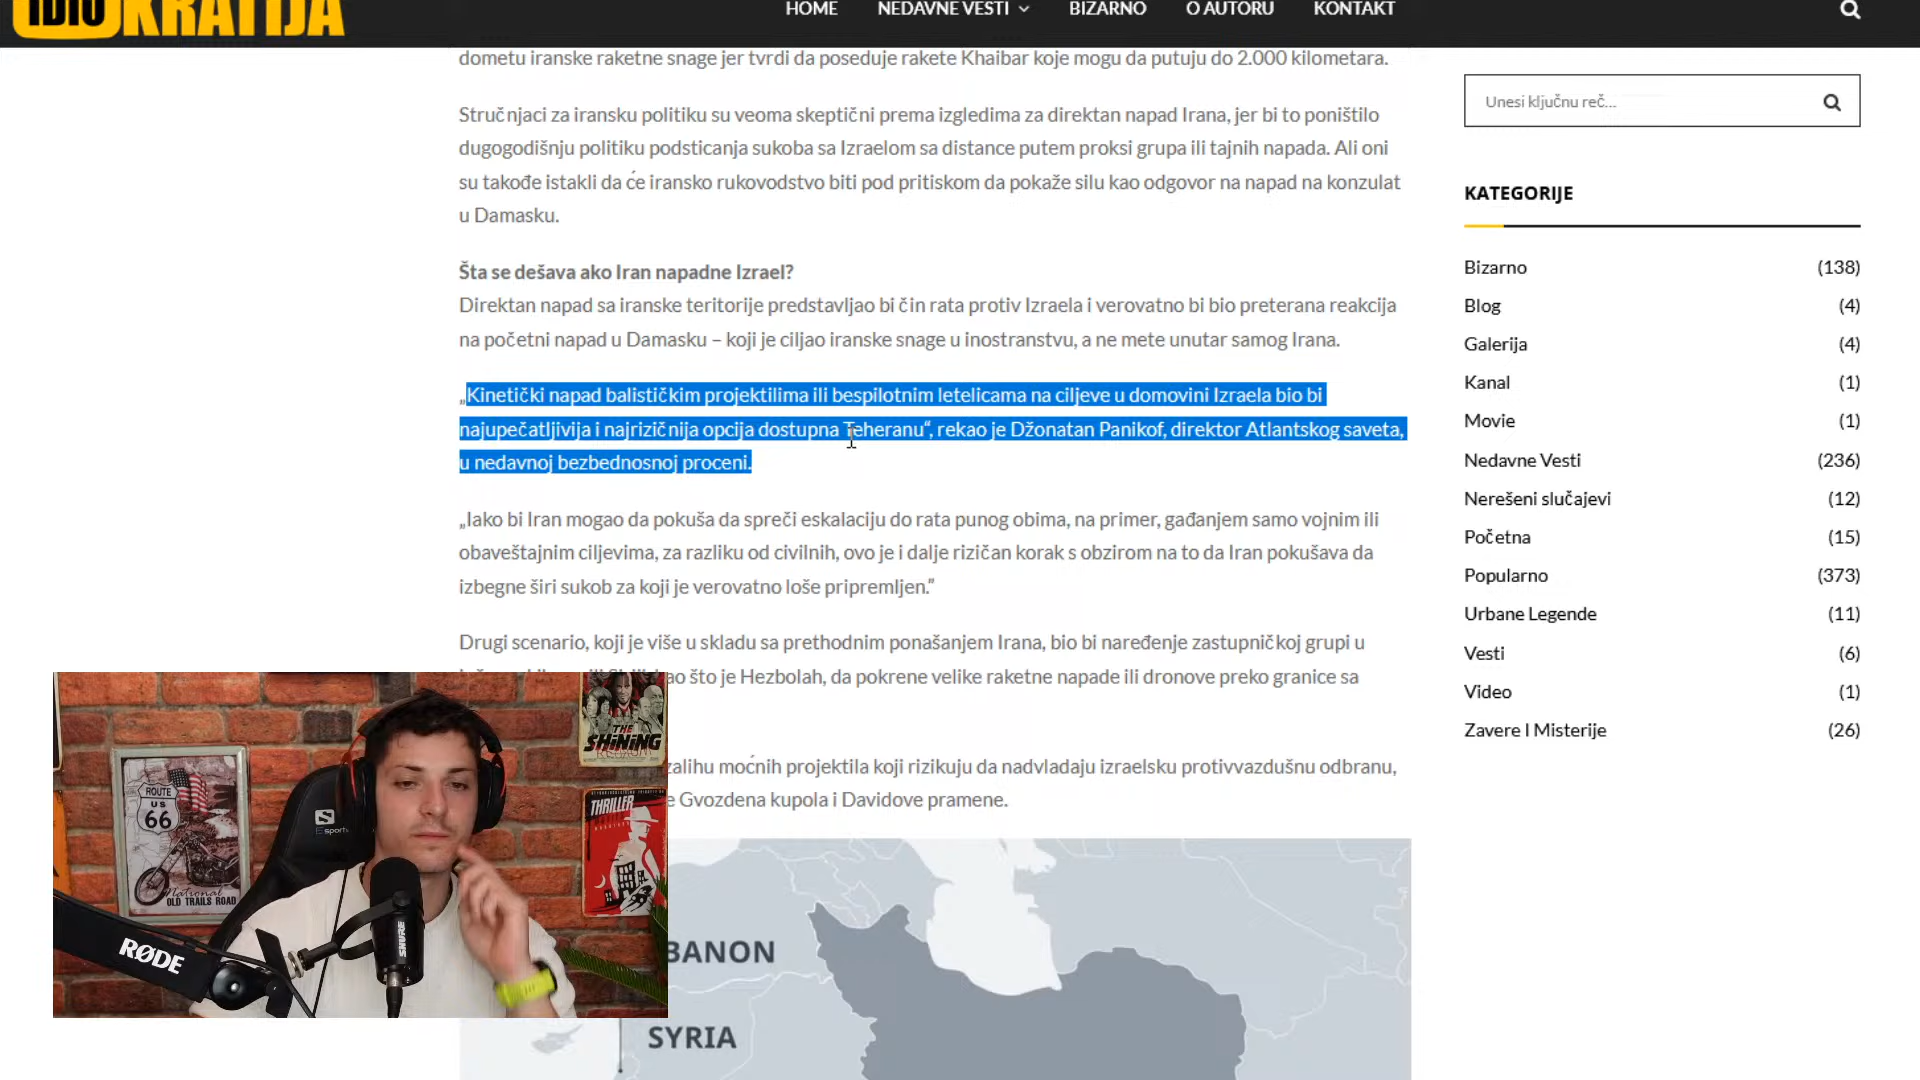 IDIO
KRATIJA
HOME
NEDAVNE VESTI
BIZARNO
O AUTORU
KONTAKT
dometu iranske raketne snage jer tvrdi da poseduje rakete Khaibar koje mogu da putuju do 2.000 kilometara.
Stručnjaci za iransku politiku su veoma skeptični prema izgledima za direktan napad Irana, jer bi to poništilo
dugogodišnju politiku podsticanja sukoba sa Izraelom sa distance putem proksi grupa ili tajnih napada. Ali oni
su takođe istakli da će iransko rukovodstvo biti pod pritiskom da pokaže silu kao odgovor na napad na konzulat
u Damasku.
Šta se dešava ako Iran napadne Izrael?
Direktan napad sa iranske teritorije predstavljao bi čin rata protiv Izraela i verovatno bi bio preterana reakcija
na početni napad u Damasku – koji je ciljao iranske snage u inostranstvu, a ne mete unutar samog Irana.
„Kinetički napad balističkim projektilima ili bespilotnim letelicama na ciljeve u domovini Izraela bio bi
najupečatljivija i najrizičnija opcija dostupna Teheranu“, rekao je Džonatan Panikof, direktor Atlantskog saveta,
u nedavnoj bezbednosnoj proceni.
„Iako bi Iran mogao da pokuša da spreči eskalaciju do rata punog obima, na primer, gađanjem samo vojnim ili
obaveštajnim ciljevima, za razliku od civilnih, ovo je i dalje rizičan korak s obzirom na to da Iran pokušava da
izbegne širi sukob za koji je verovatno loše pripremljen.”
Drugi scenario, koji je više u skladu sa prethodnim ponašanjem Irana, bio bi naređenje zastupničkoj grupi u
što je Hezbolah, da pokrene velike raketne napade ili dronove preko granice sa
zalihu moćnih projektila koji rizikuju da nadvladaju izraelsku protivvazdušnu odbranu,
Gvozdena kupola i Davidove pramene.
BANON
SYRIA
Unesi ključnu reč...
KATEGORIJE
Bizarno (138)
Blog (4)
Galerija (4)
Kanal (1)
Movie (1)
Nedavne Vesti (236)
Nerešeni slučajevi (12)
Početna (15)
Popularno (373)
Urbane Legende (11)
Vesti (6)
Video (1)
Zavere I Misterije (26)
THE
SHiNiNG
ROUTE
US
66
National
OLD TRAILS ROAD
THRILLER
RØDE
SHURE